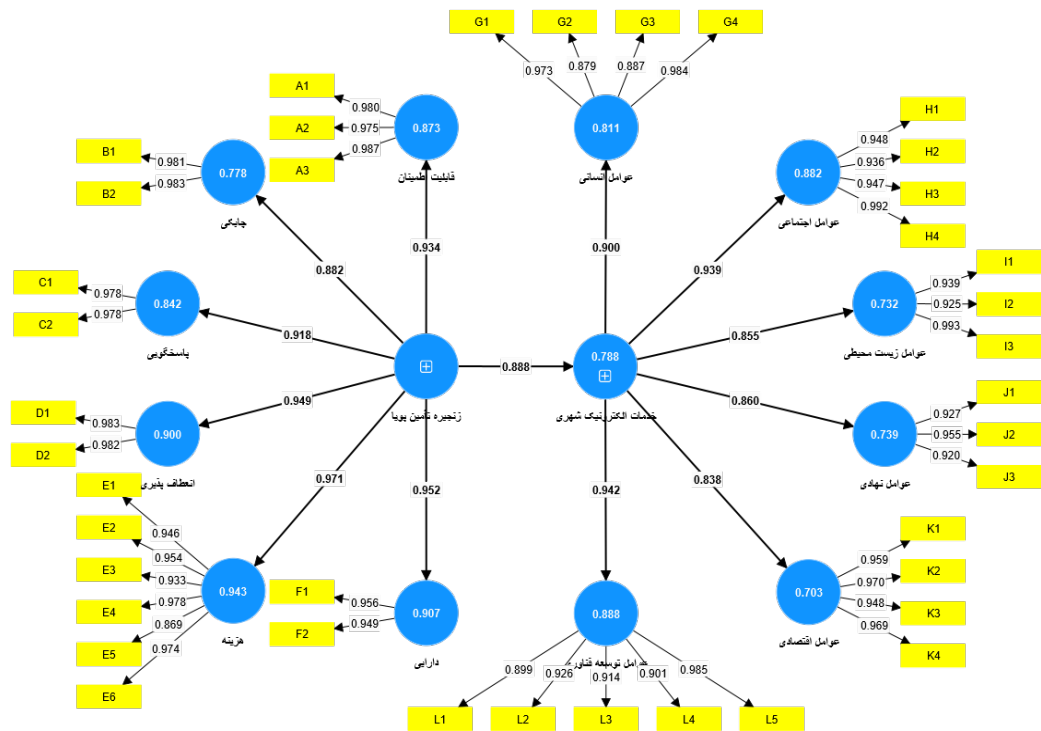 G1
G2
G3
G4
0.973
0.879
0.887
0.984
0.811
عوامل انسانی
A1
A2
A3
0.980
0.975
0.987
0.873
قابلیت اطمینان
B1
B2
0.981
0.983
0.778
چابکی
H1
H2
H3
H4
0.948
0.936
0.947
0.992
0.882
عوامل اجتماعی
0.934
0.882
0.900
0.939
C1
C2
0.978
0.978
0.842
پاسخگویی
I1
I2
I3
0.939
0.925
0.993
0.732
عوامل زیست محیطی
0.918
0.855
0.888
0.788
زنجیره تأمین پویا
خدمات الکترونیک شهری
0.949
0.860
D1
D2
0.983
0.982
0.900
انعطاف پذیری
J1
J2
J3
0.927
0.955
0.920
0.739
عوامل نهادی
0.971
0.952
0.942
0.838
E1
E2
E3
E4
E5
E6
0.946
0.954
0.933
0.978
0.869
0.974
0.943
هزینه
F1
F2
0.956
0.949
0.907
دارایی
0.888
عوامل توسعه فناوری
0.899
0.926
0.914
0.901
0.985
L1
L2
L3
L4
L5
K1
K2
K3
K4
0.959
0.970
0.948
0.969
0.703
عوامل اقتصادی